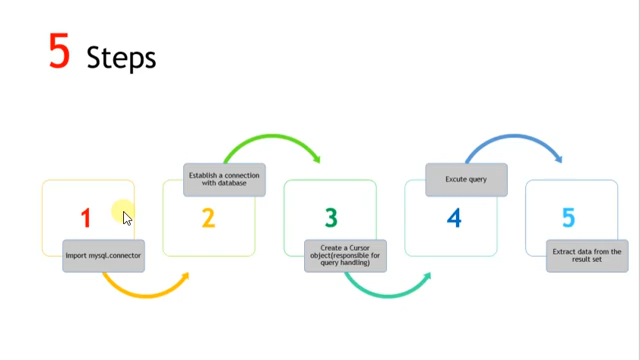 5 Steps
1
Import mysql.connector
2
Establish a connection
with database
3
Create a Cursor
object(responsible for
query handling)
4
Excute query
5
Extract data from the
result set